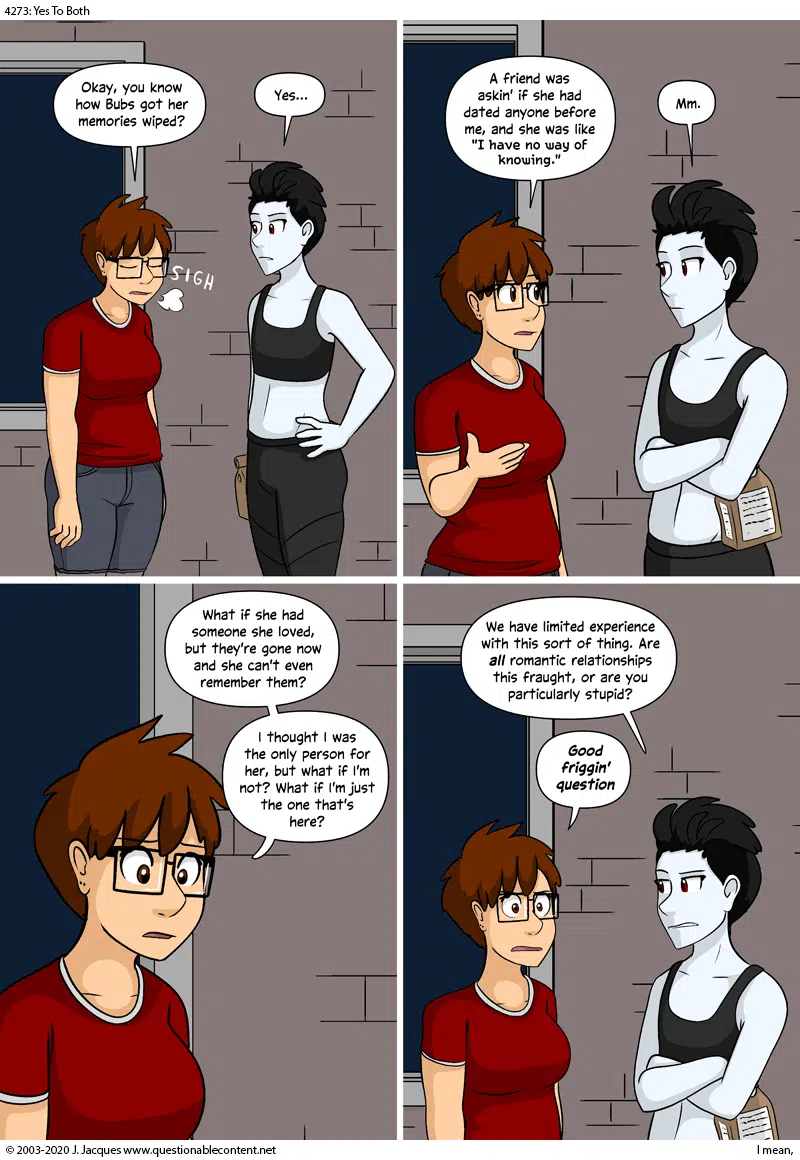 4273: Yes To Both
Okay, you know
how Bubs got her
memories wiped?
Yes...
SIGH
A friend was
askin' if she had
dated anyone before
me, and she was like
"I have no way of
knowing."
Mm.
What if she had
someone she loved,
but they're gone now
and she can't even
remember them?
I thought I was
the only person for
her, but what if I'm
not? What if I'm just
the one that's
here?
We have limited experience
with this sort of thing. Are
all romantic relationships
this fraught, or are you
particularly stupid?
Good
friggin'
question
© 2003-2020 J. Jacques www.questionablecontent.net
I mean,